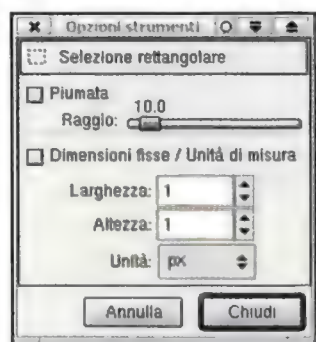 Opzioni strumenti
Selezione rettangolare
Piumata
10.0
Raggio:
Dimensioni fisse / Unità di misura
Larghezza: 1
Altezza: 1
Unità: px
Annulla Chiudi